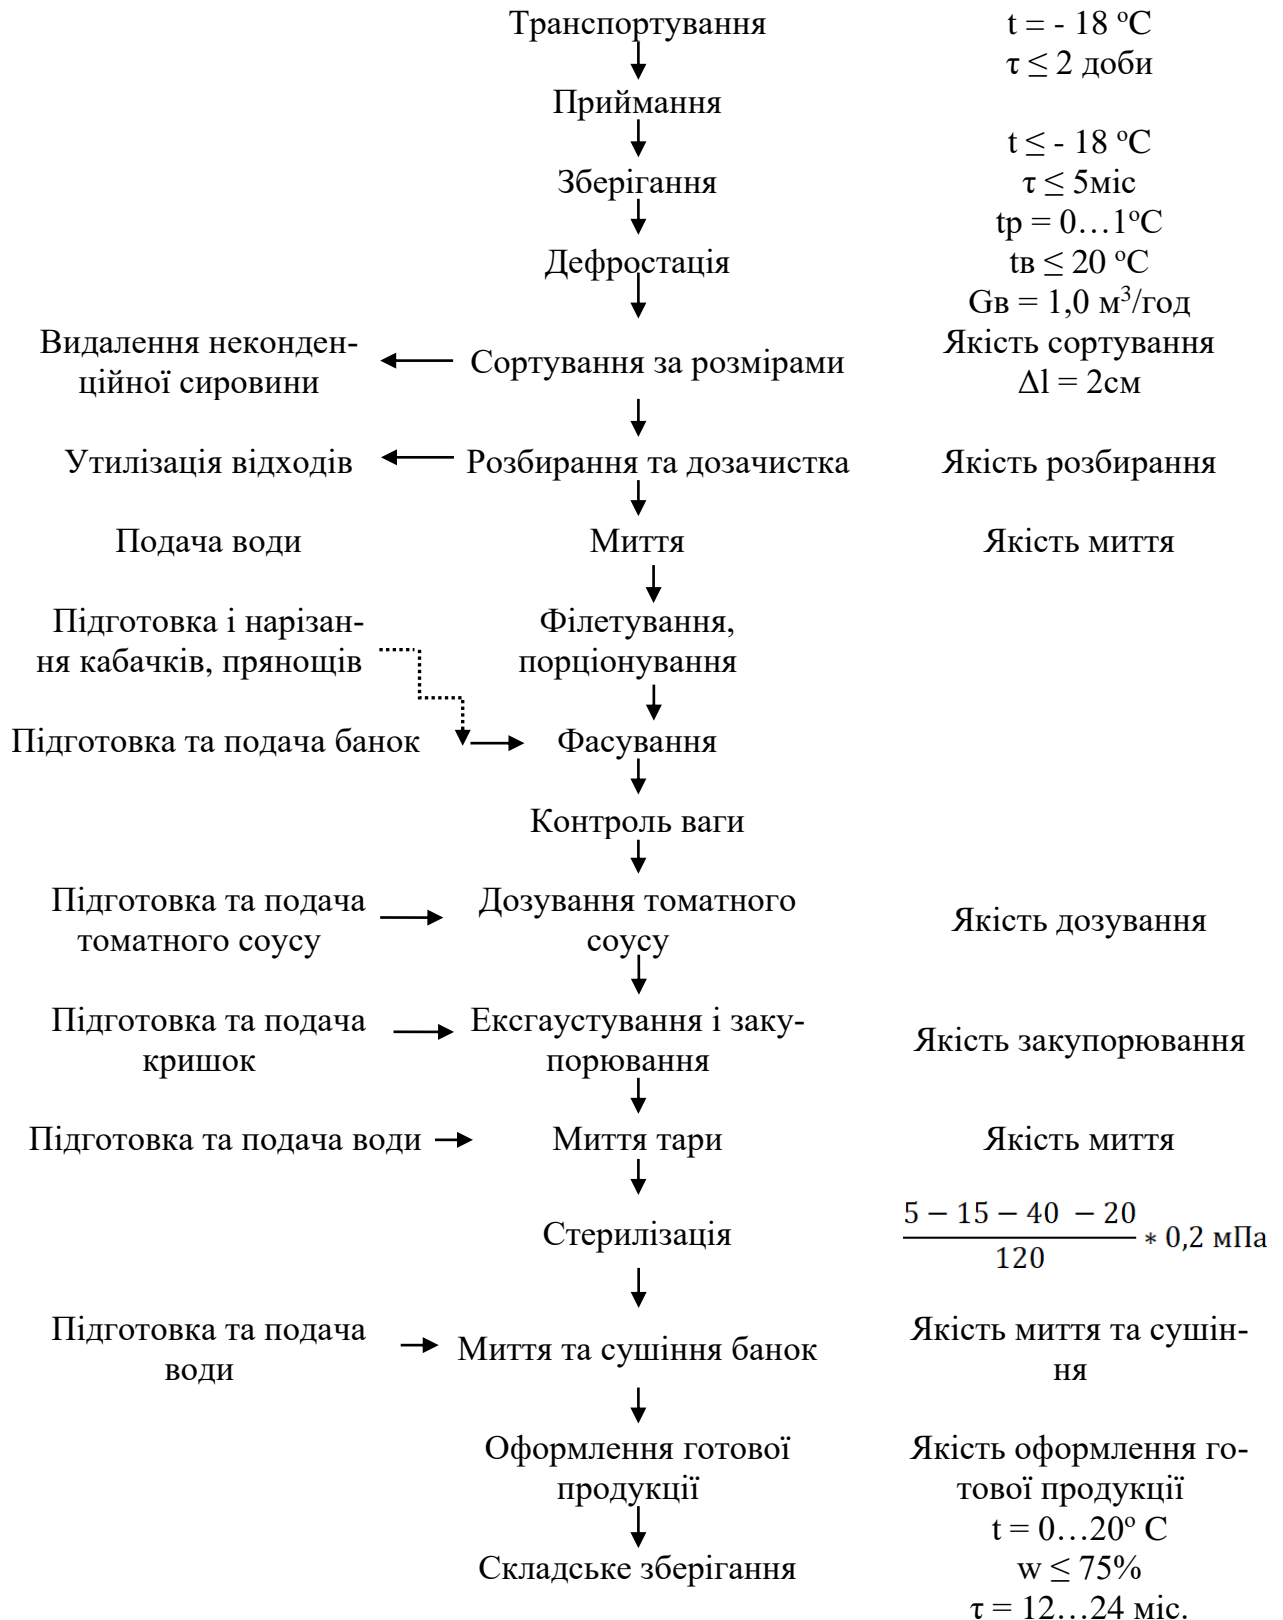 Транспортування
t = - 18 ºС
τ ≤ 2 доби
Приймання
t ≤ - 18 ºС
Зберігання
τ ≤ 5міс
tр = 0…1ºС
Дефростація
tв ≤ 20 ºС
Gв = 1,0 м³/год
Видалення неконден-
ційної сировини
Сортування за розмірами
Якість сортування
Δl = 2см
Утилізація відходів
Розбирання та дозачистка
Якість розбирання
Подача води
Миття
Якість миття
Підготовка і нарізан-
ня кабачків, прянощів
Філетування,
порціонування
Підготовка та подача банок
Фасування
Контроль ваги
Підготовка та подача
томатного соусу
Дозування томатного
соусу
Якість дозування
Підготовка та подача
кришок
Ексгаустування і заку-
порювання
Якість закупорювання
Підготовка та подача води
Миття тари
Якість миття
Стерилізація
5 − 15 − 40 − 20
120
∗ 0,2 мПа
Підготовка та подача
води
Миття та сушіння банок
Якість миття та сушін-
ня
Оформлення готової
продукції
Якість оформлення го-
тової продукції
t = 0…20º С
Складське зберігання
w ≤ 75%
τ = 12…24 міс.